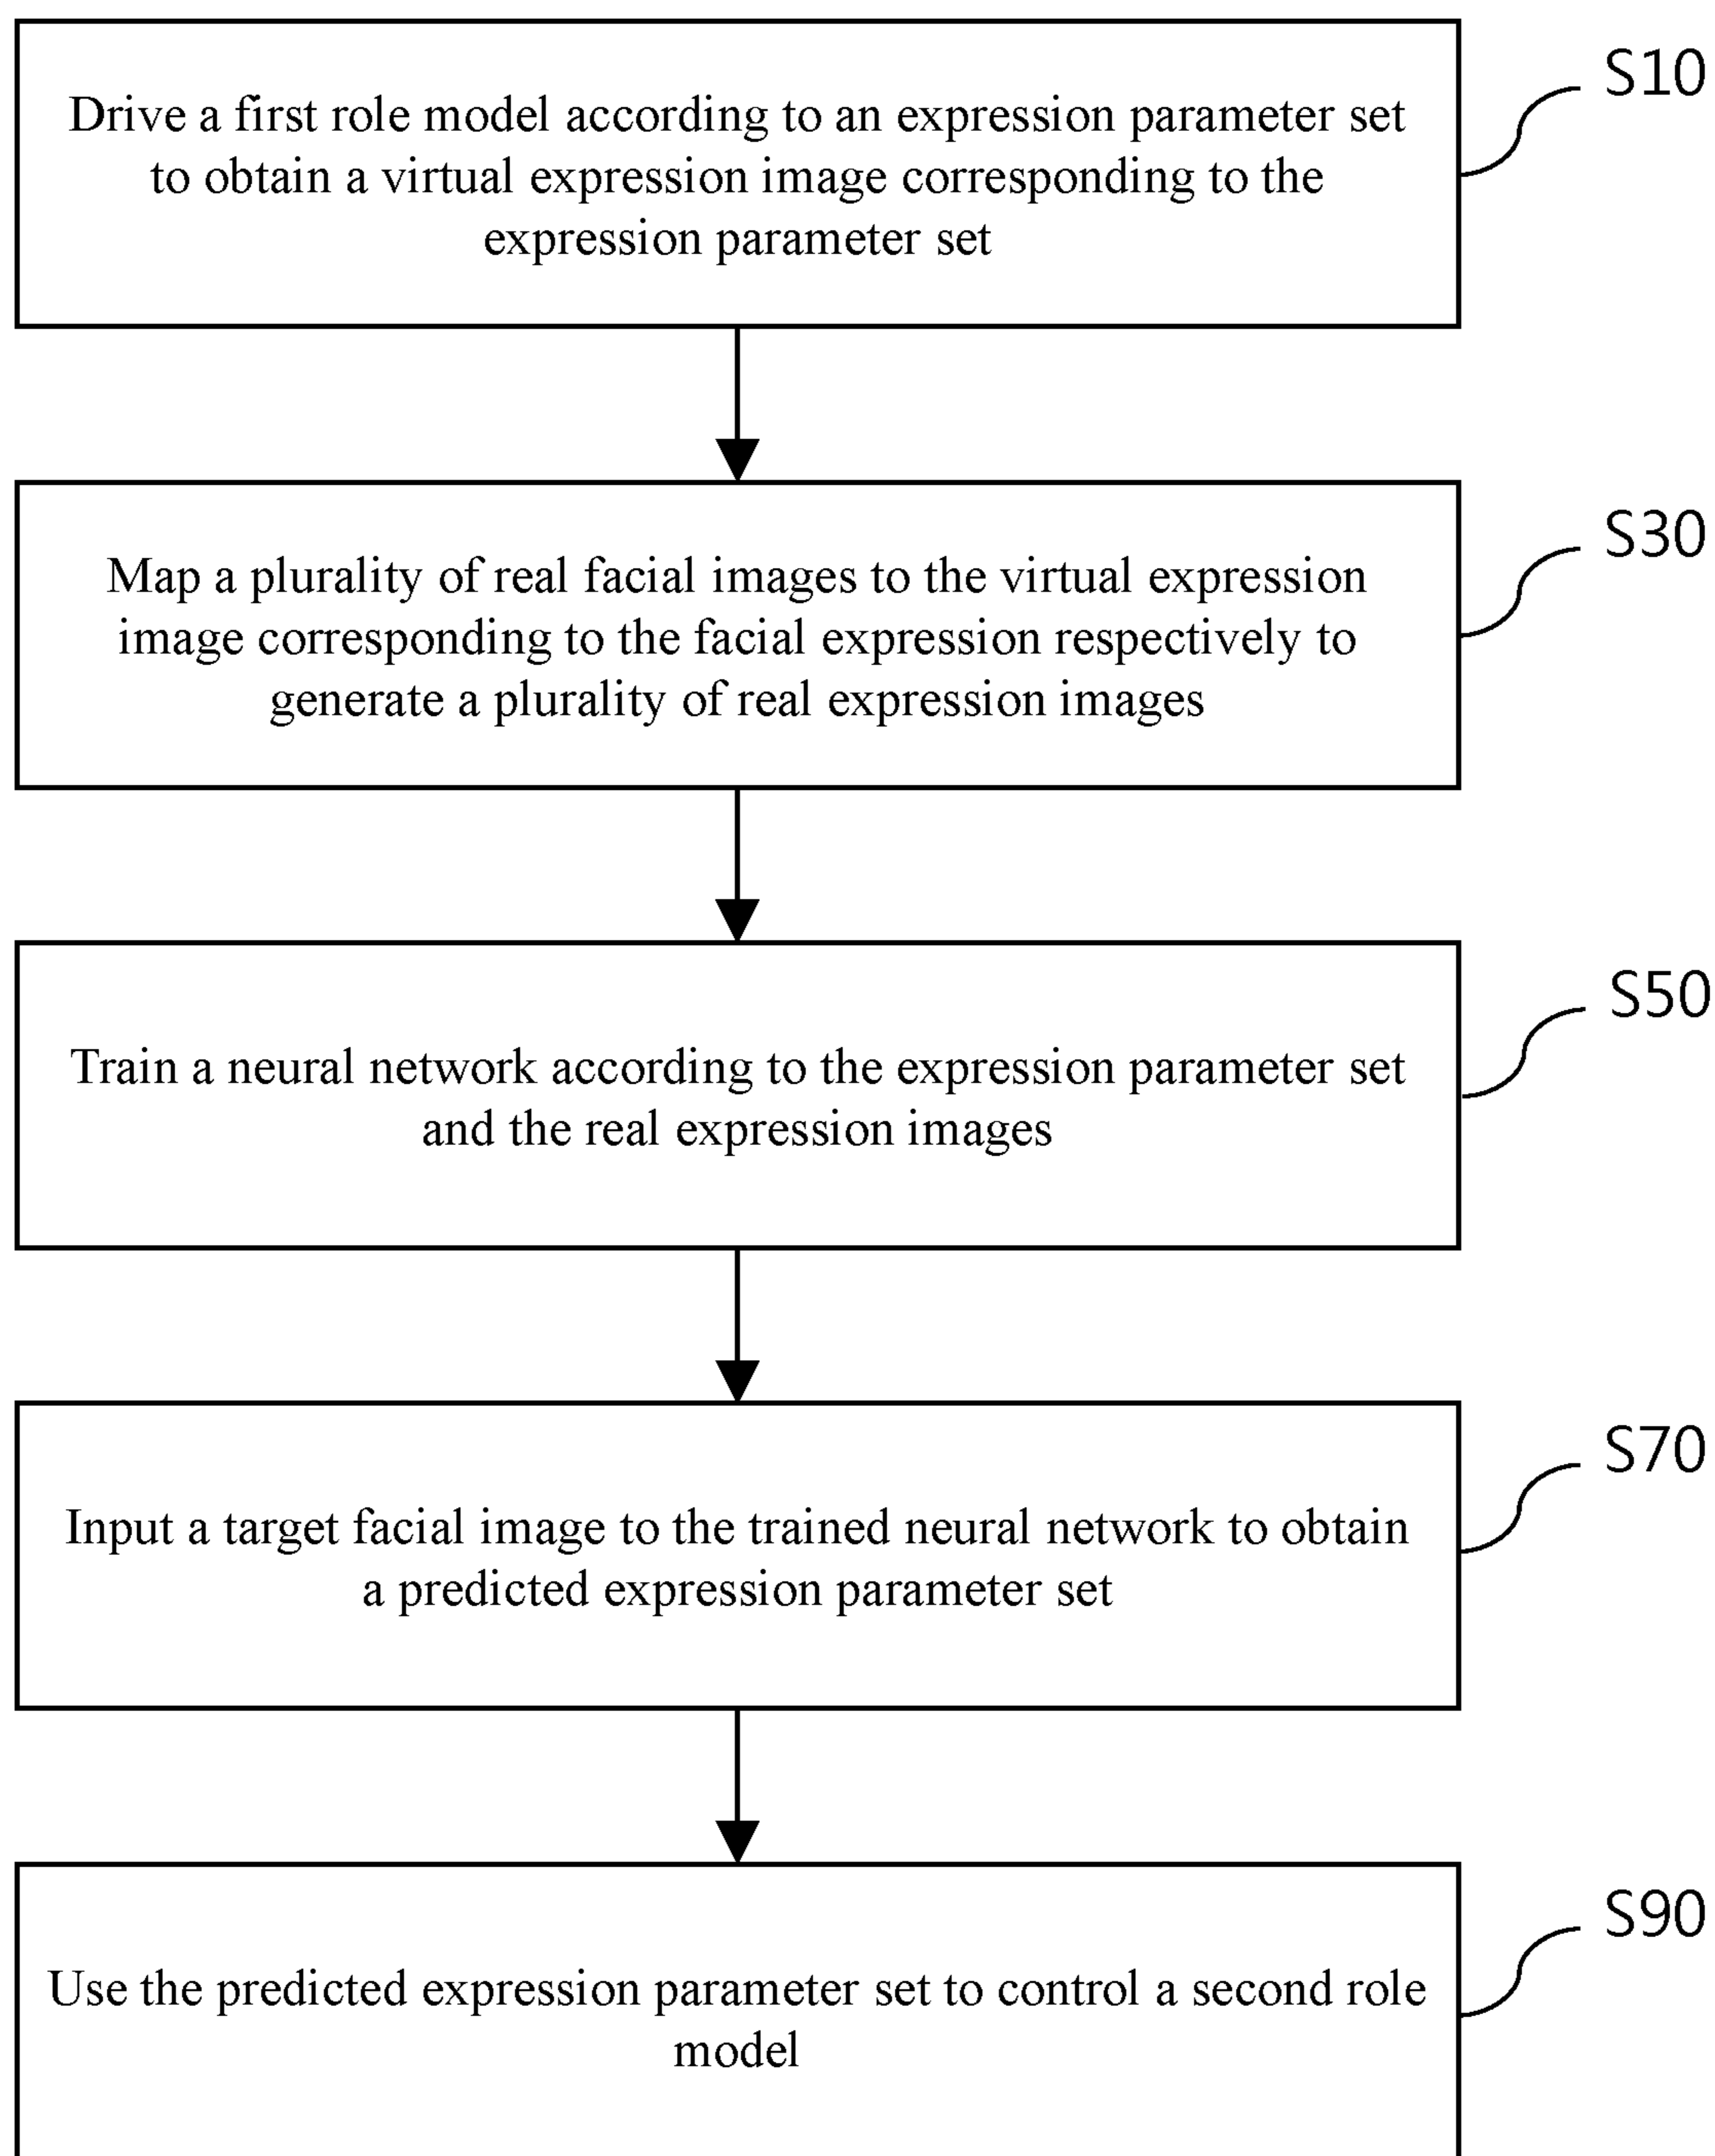 S10
Drive a first role model according to an expression parameter set
to obtain a virtual expression image corresponding to the
expression parameter set
S30
Map a plurality of real facial images to the virtual expression
image corresponding to the facial expression respectively to
generate a plurality of real expression images
S50
Train a neural network according to the expression parameter set
and the real expression images
S70
Input a target facial image to the trained neural network to obtain
a predicted expression parameter set
S90
Use the predicted expression parameter set to control a second role
model